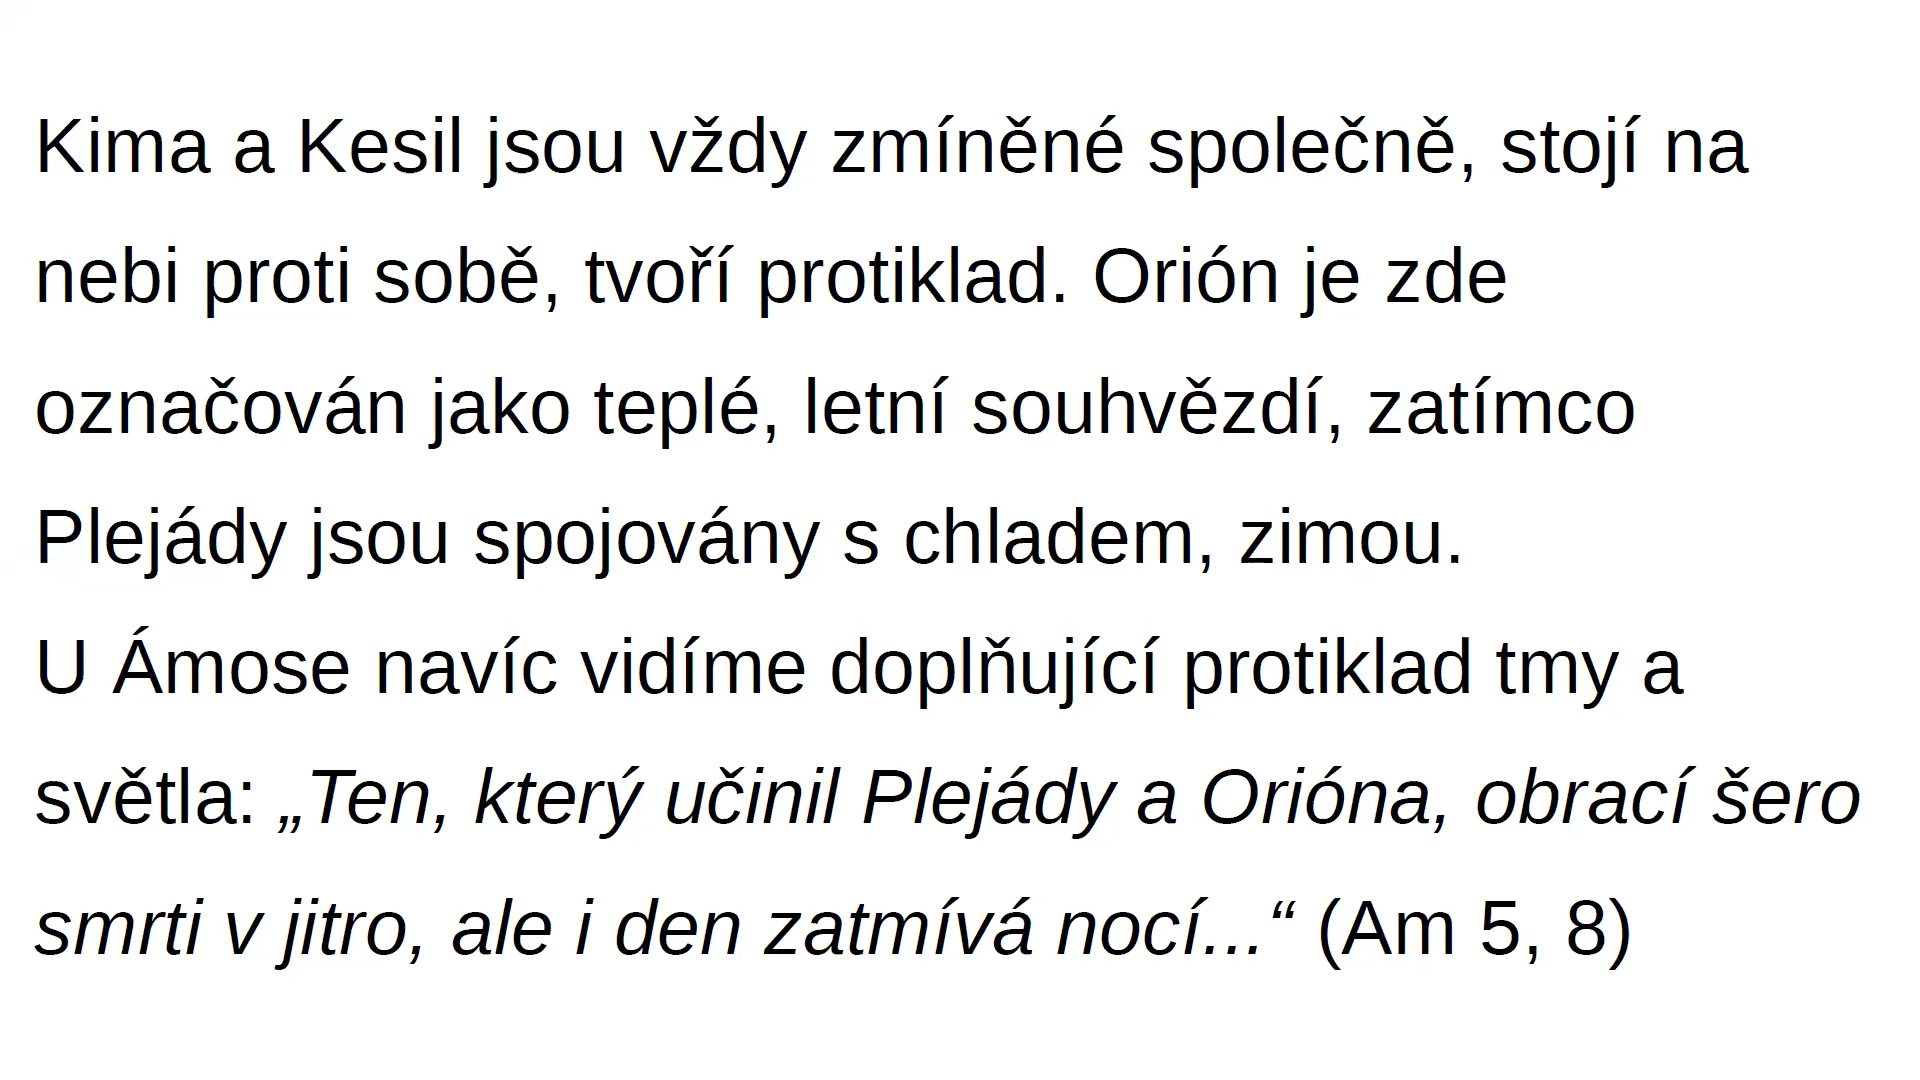 Kima a Kesil jsou vždy zmíněné společně, stojí na
nebi proti sobě, tvoří protiklad. Orión je zde
označován jako teplé, letní souhvězdí, zatímco
Plejády jsou spojovány s chladem, zimou.
U Ámose navíc vidíme doplňující protiklad tmy a
světla: „Ten, který učinil Plejády a Orióna, obrací šero
smrti v jitro, ale i den zatmívá nocí...“ (Am 5, 8)